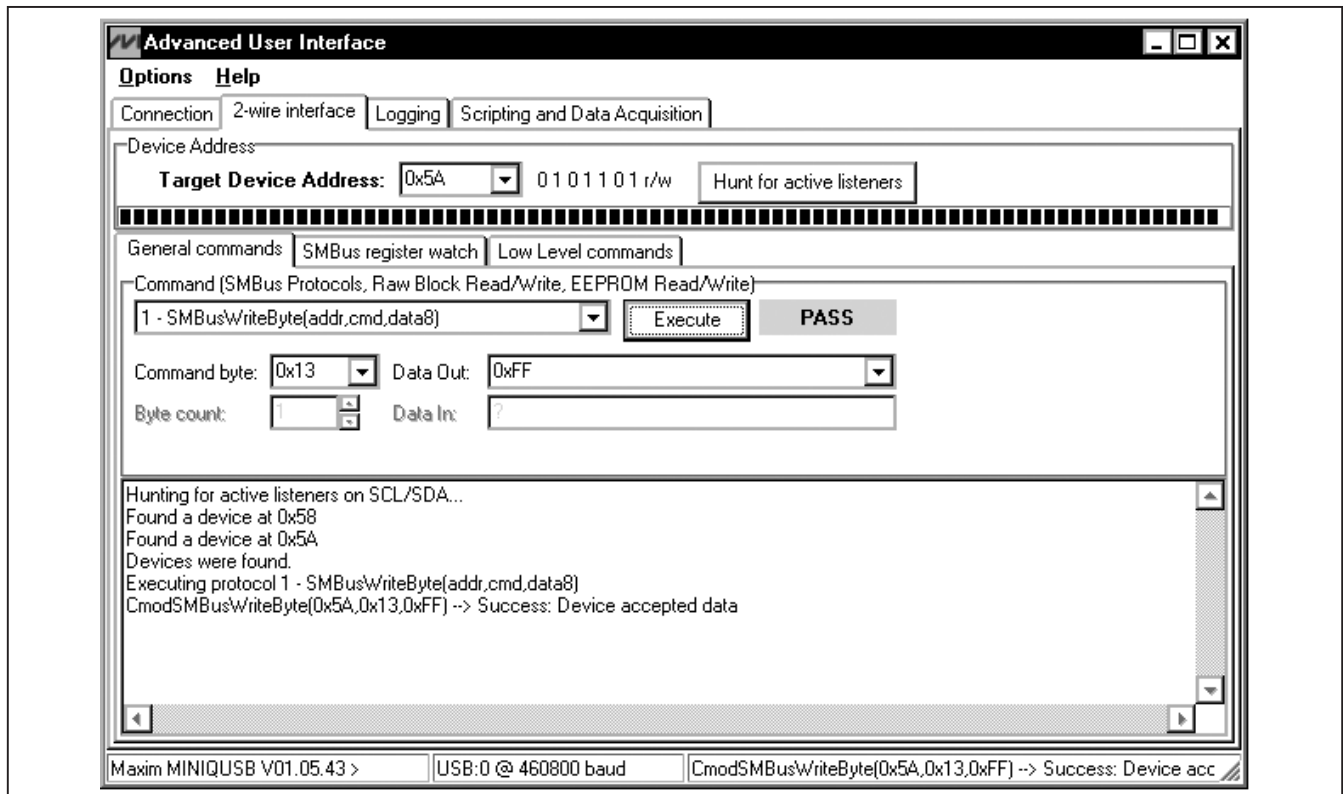 Advanced User Interface
Options Help
Connection 2-wire interface Logging Scripting and Data Acquisition
Device Address
Target Device Address: 0x5A 0 1 0 1 1 0 1 r/w Hunt for active listeners
General commands SMBus register watch Low Level commands
Command (SMBus Protocols, Raw Block Read/Write, EEPROM Read/Write)
1 - SMBusWriteByte(addr,cmd,data8) Execute PASS
Command byte: 0x13 Data Out: 0xFF
Byte count: 1 Data In: ?
Hunting for active listeners on SCL/SDA...
Found a device at 0x58
Found a device at 0x5A
Devices were found.
Executing protocol 1 - SMBusWriteByte(addr,cmd,data8)
CmodSMBusWriteByte(0x5A,0x13,0xFF) --> Success: Device accepted data
Maxim MINIQUSB V01.05.43 > USB:0 @ 460800 baud CmodSMBusWriteByte(0x5A,0x13,0xFF) --> Success: Device acc